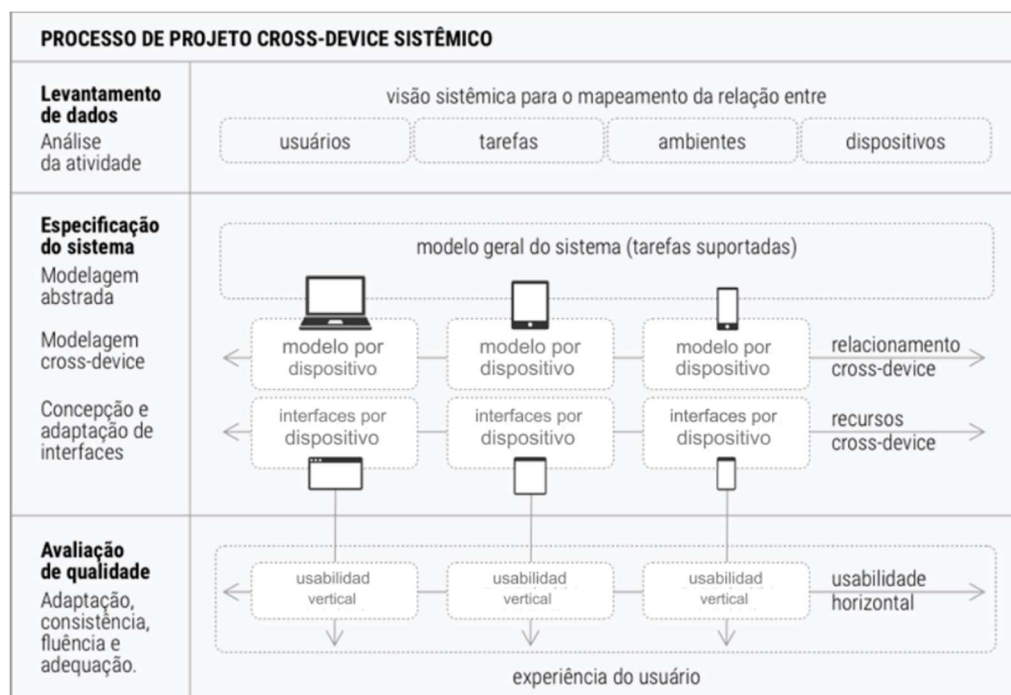 PROCESSO DE PROJETO CROSS-DEVICE SISTÊMICO
Levantamento
de dados
Análise
da atividade
visão sistêmica para o mapeamento da relação entre
usuários
tarefas
ambientes
dispositivos
Especificação
do sistema
Modelagem
abstrada
modelo geral do sistema (tarefas suportadas)
Modelagem
cross-device
modelo por
dispositivo
modelo por
dispositivo
modelo por
dispositivo
relacionamento
cross-device
Concepção e
adaptação de
interfaces
interfaces por
dispositivo
interfaces por
dispositivo
interfaces por
dispositivo
recursos
cross-device
Avaliação
de qualidade
Adaptação,
consistência,
fluência e
adequação.
usabilidad
vertical
usabilidad
vertical
usabilidad
vertical
usabilidade
horizontal
experiência do usuário